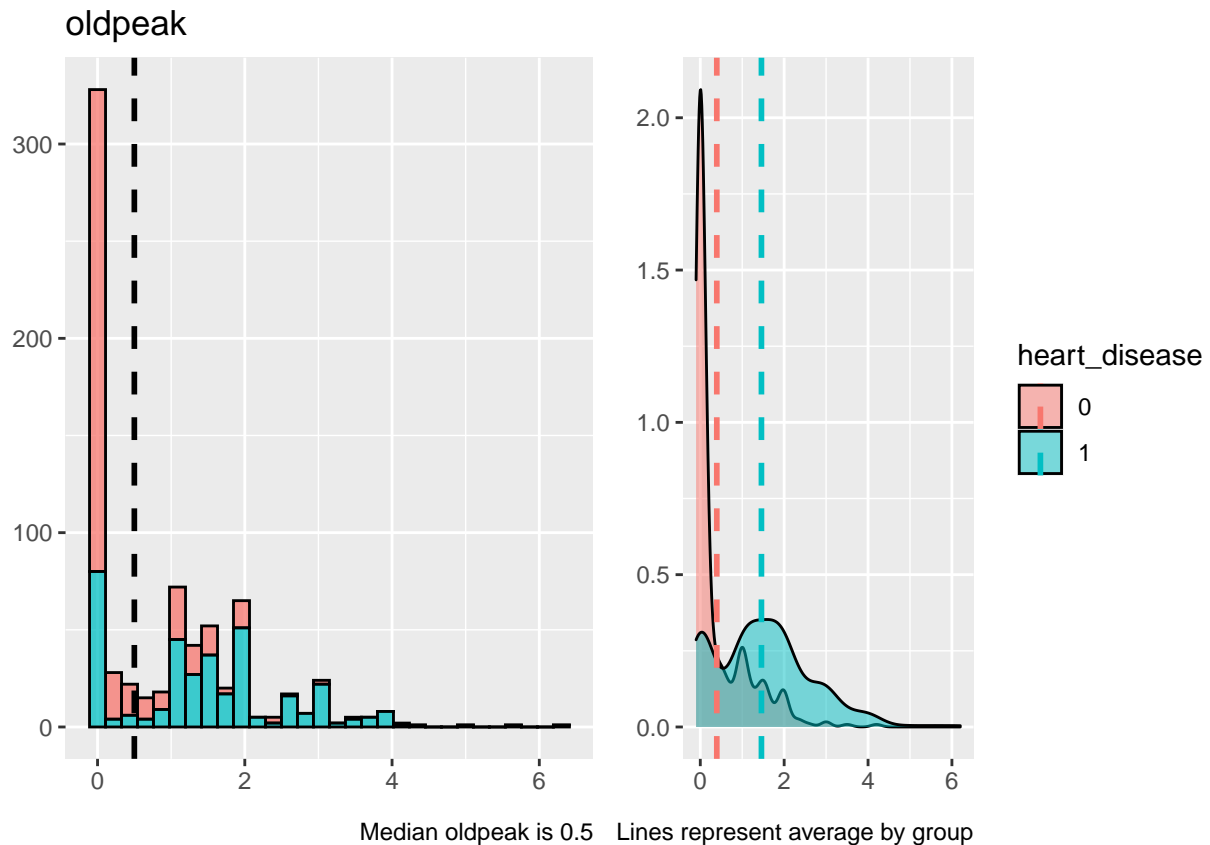 oldpeak
300
200
100
0
0 2 4 6
Median oldpeak is 0.5
2.0
1.5
1.0
0.5
0.0
0 2 4 6
Lines represent average by group
heart_disease
0
1